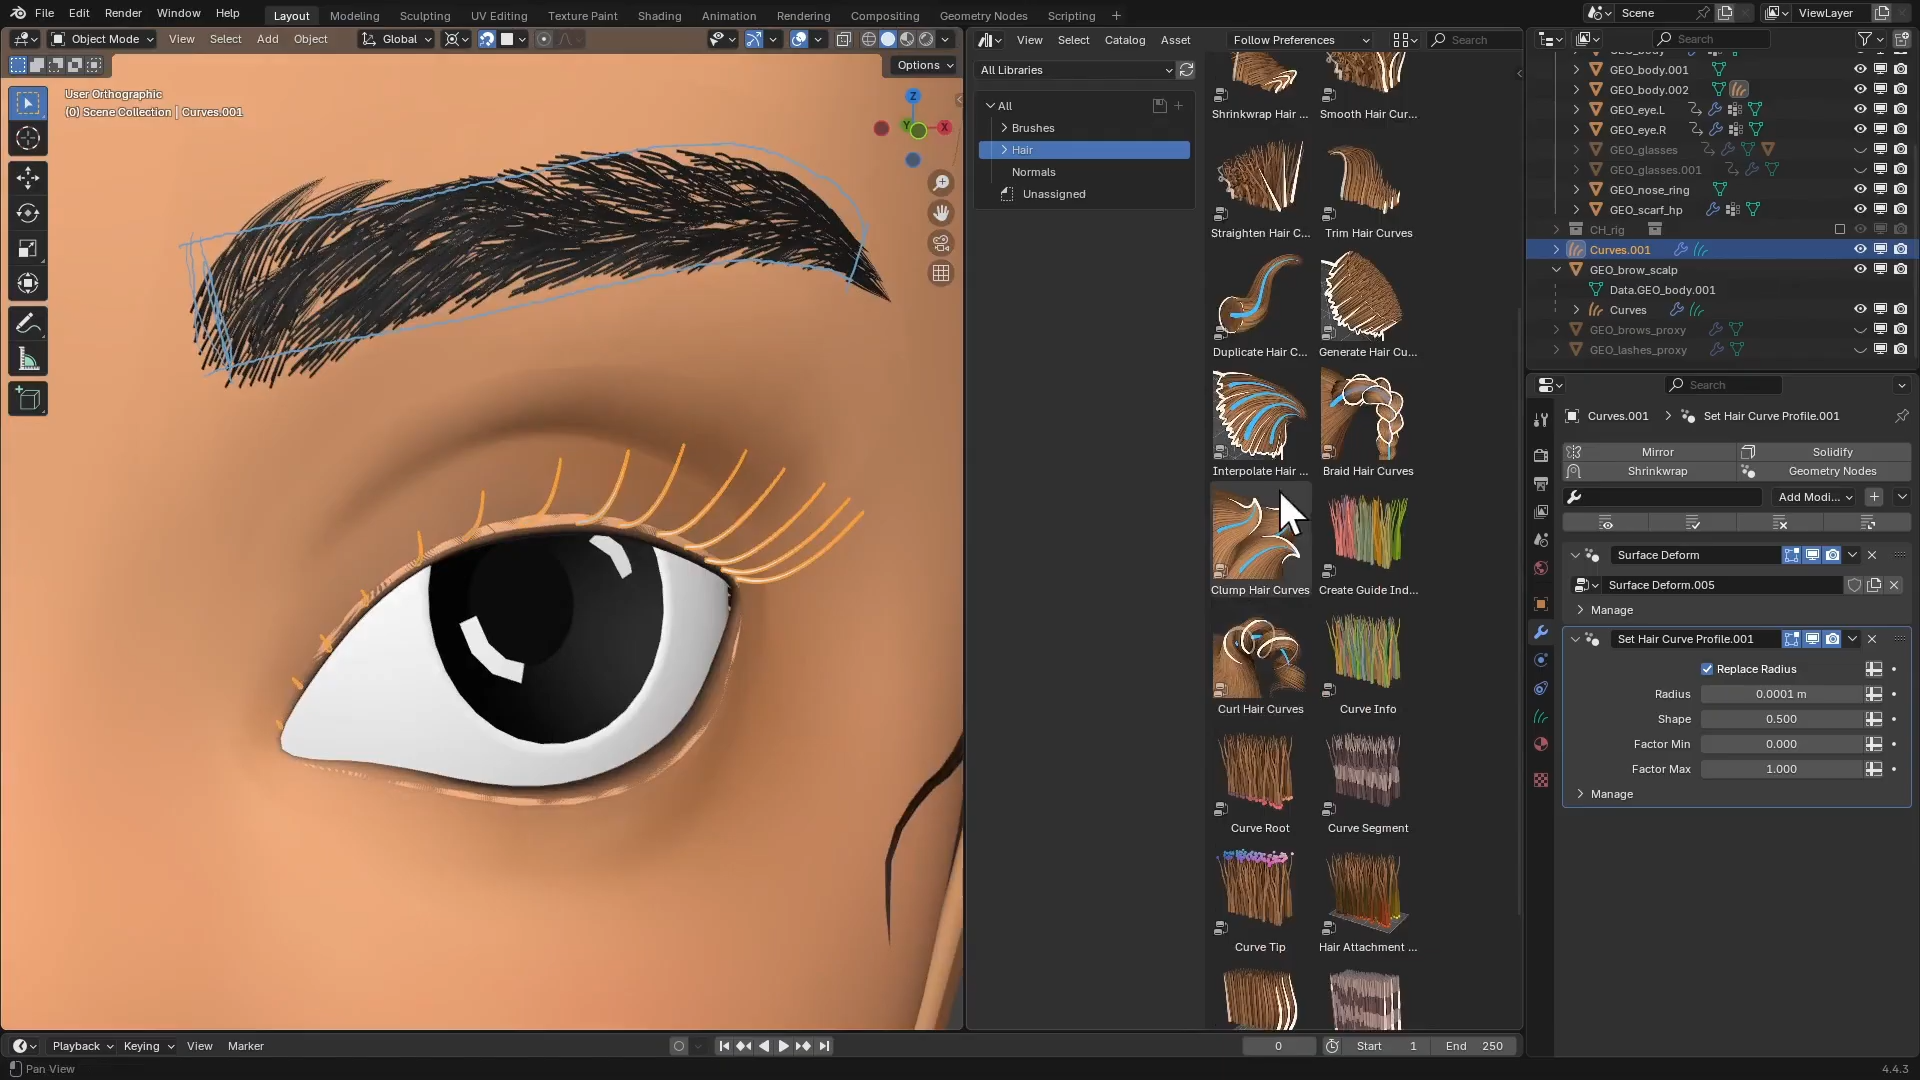 File Edit Render Window Help Layout Modeling Sculpting UV Editing Texture Paint Shading Animation Rendering Compositing Geometry Nodes Scripting + Scene ViewLayer
Object Mode View Select Add Object Global
Options
User Orthographic
(0) Scene Collection | Curves.001
Z
Y
X
View Select Catalog Asset Follow Preferences Search
All Libraries
All
Brushes
Hair
Normals
Unassigned
Shrinkwrap Hair ... Smooth Hair Cur...
Straighten Hair C... Trim Hair Curves
Duplicate Hair C... Generate Hair Cu...
Interpolate Hair ... Braid Hair Curves
Clump Hair Curves Create Guide Ind...
Curl Hair Curves Curve Info
Curve Root Curve Segment
Curve Tip Hair Attachment ...
Search
GEO_body
GEO_body.001
GEO_body.002
GEO_eye.L
GEO_eye.R
GEO_glasses
GEO_glasses.001
GEO_nose_ring
GEO_scarf_hp
CH_rig
Curves.001
GEO_brow_scalp
Data.GEO_body.001
Curves
GEO_brows_proxy
GEO_lashes_proxy
Search
Curves.001 > Set Hair Curve Profile.001
Mirror Solidify
Shrinkwrap Geometry Nodes
Add Modi... +
Surface Deform
Surface Deform.005
Manage
Set Hair Curve Profile.001
Replace Radius
Radius 0.0001 m
Shape 0.500
Factor Min 0.000
Factor Max 1.000
Manage
Playback Keying View Marker 0 Start 1 End 250
Pan View 4.4.3